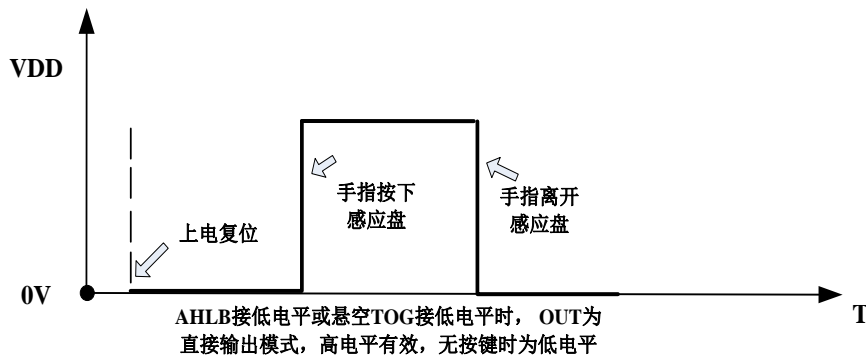 VDD
手指按下
感应盘
手指离开
感应盘
上电复位
0V
T
AHLB接低电平或悬空TOG接低电平时， OUT为
直接输出模式，高电平有效，无按键时为低电平